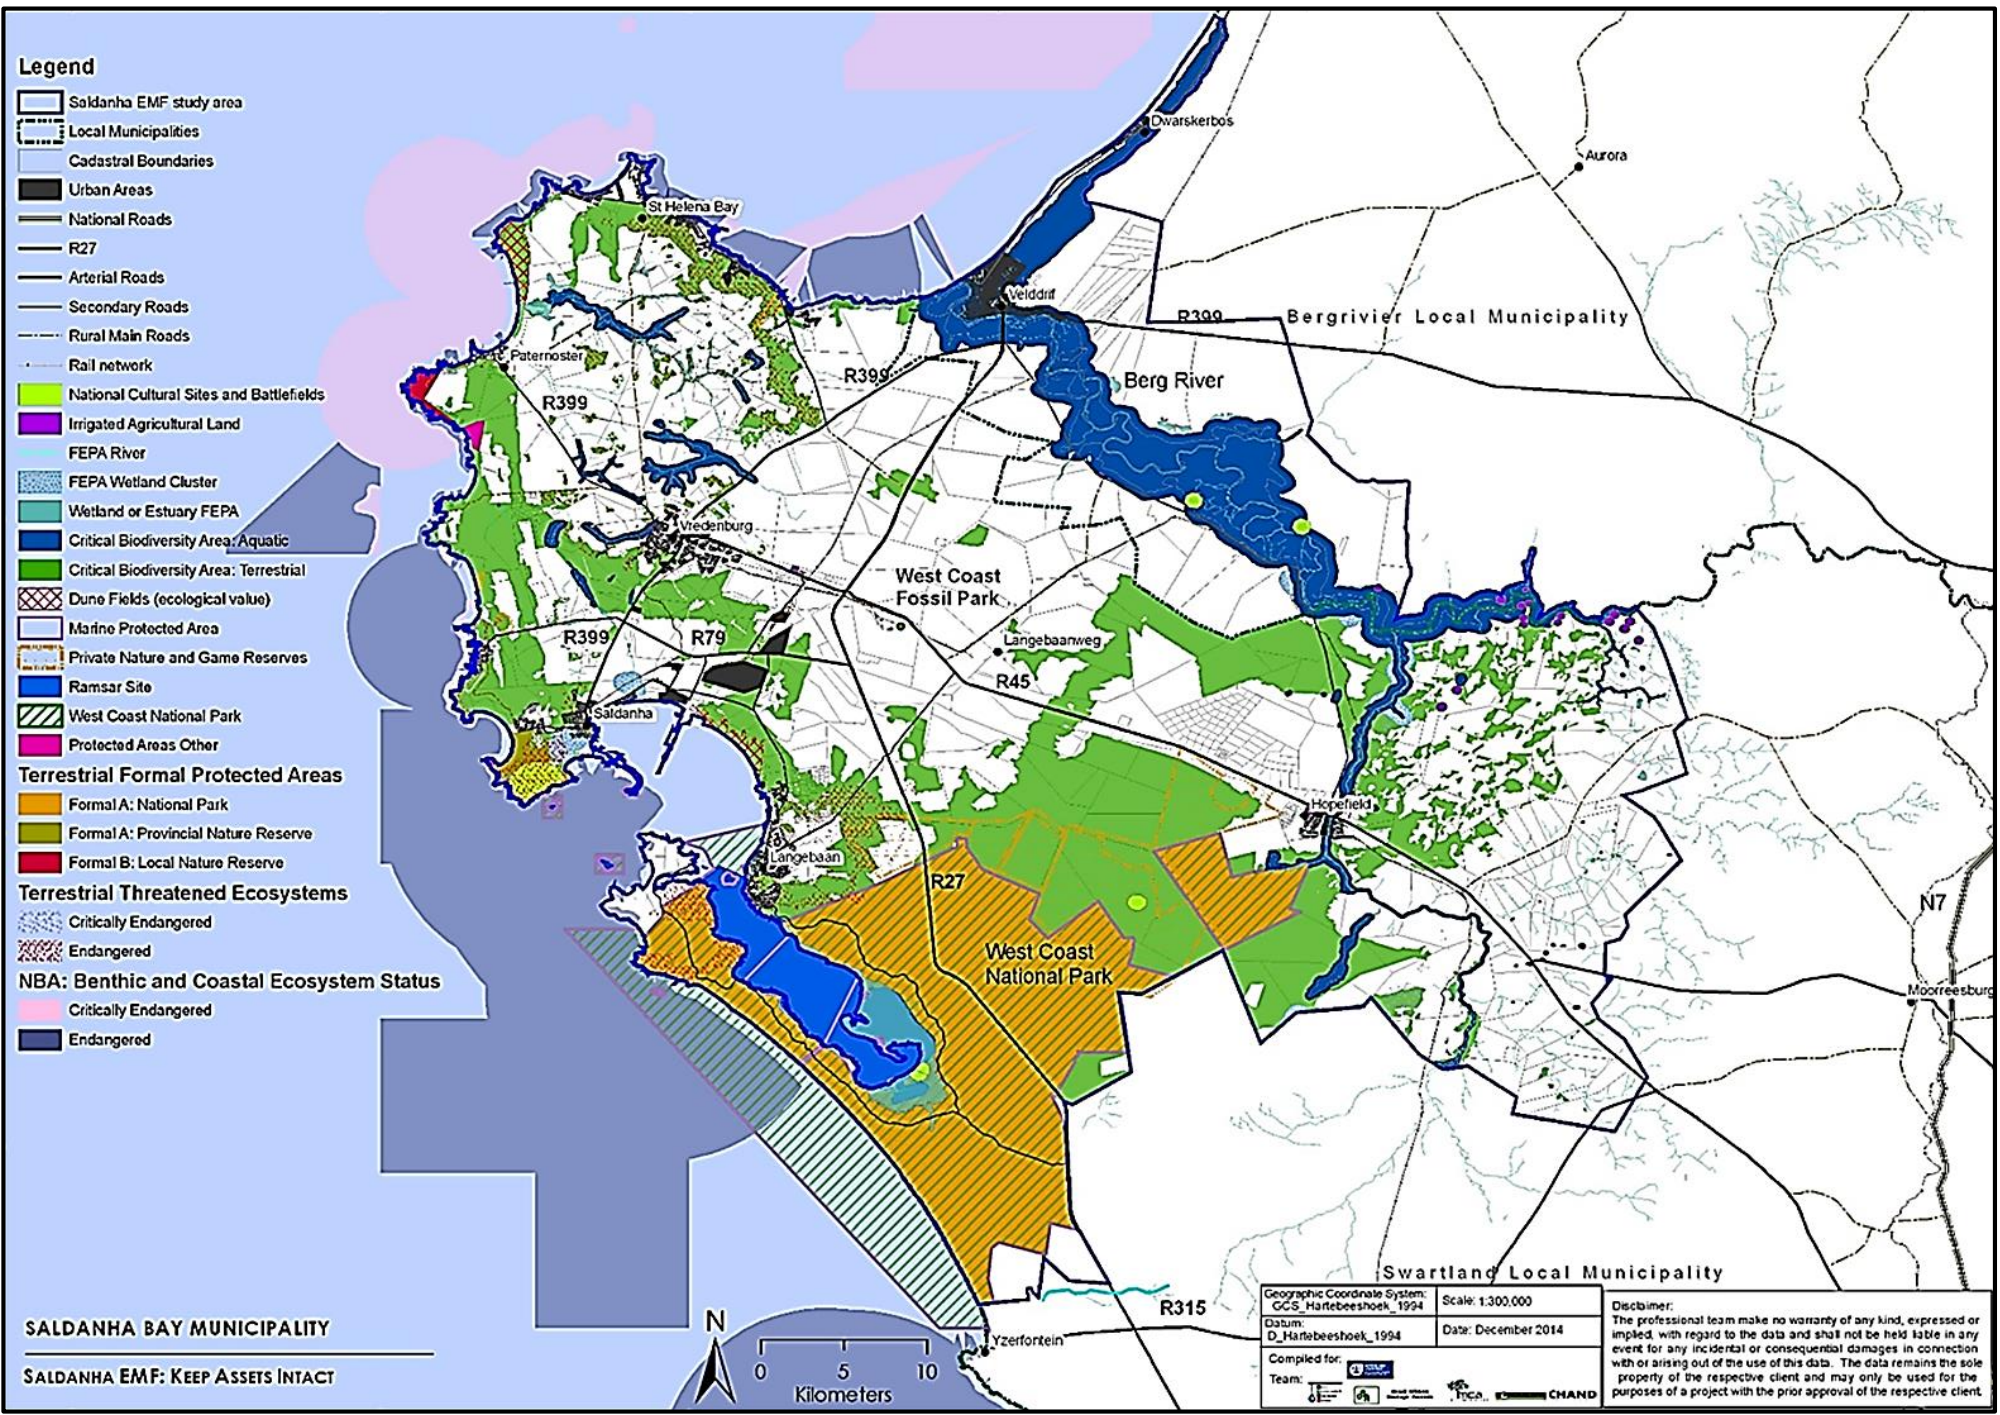 Legend
Saldanha EMF study area
Local Municipalities
Cadastral Boundaries
Urban Areas
National Roads
R27
Arterial Roads
Secondary Roads
Rural Main Roads
Rail network
National Cultural Sites and Battlefields
Irrigated Agricultural Land
FEPA River
FEPA Wetland Cluster
Wetland or Estuary FEPA
Critical Biodiversity Area: Aquatic
Critical Biodiversity Area: Terrestrial
Dune Fields (ecological value)
Marine Protected Area
Private Nature and Game Reserves
Ramsar Site
West Coast National Park
Protected Areas Other
Terrestrial Formal Protected Areas
Formal A: National Park
Formal A: Provincial Nature Reserve
Formal B: Local Nature Reserve
Terrestrial Threatened Ecosystems
Critically Endangered
Endangered
NBA: Benthic and Coastal Ecosystem Status
Critically Endangered
Endangered
Dwarskerbos
Aurora
St Helena Bay
Velddrif
R399
Bergrivier Local Municipality
Paternoster
R399
Berg River
R399
Vredenburg
West Coast
Fossil Park
R399
R79
Langebaanweg
R45
Saldanha
Hopefield
Langebaan
R27
N7
West Coast
National Park
Moorreesburg
Swartland Local Municipality
R315
Yzerfontein
SALDANHA BAY MUNICIPALITY
SALDANHA EMF: KEEP ASSETS INTACT
N
0 5 10
Kilometers
Geographic Coordinate System:
GCS_Hartebeeshoek_1994
Scale: 1:300,000
Datum:
D_Hartebeeshoek_1994
Date: December 2014
Compiled for:
Team:
CHAND
Disclaimer:
The professional team make no warranty of any kind, expressed or
implied, with regard to the data and shall not be held liable in any
event for any incidental or consequential damages in connection
with or arising out of the use of this data. The data remains the sole
property of the respective client and may only be used for the
purposes of a project with the prior approval of the respective client